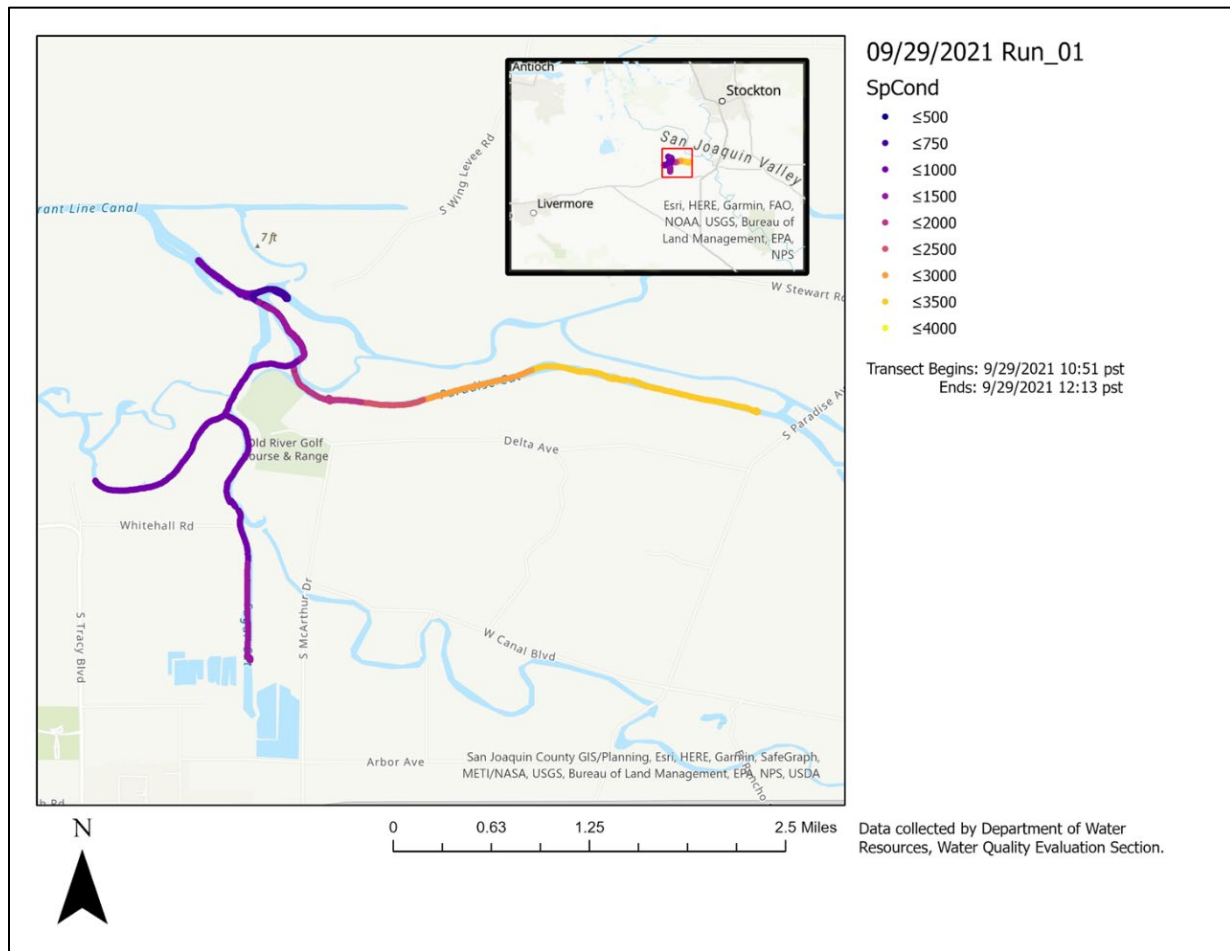 09/29/2021 Run_01
SpCond
≤500
≤750
≤1000
≤1500
≤2000
≤2500
≤3000
≤3500
≤4000
Transect Begins: 9/29/2021 10:51 pst
Ends: 9/29/2021 12:13 pst
Antioch
Stockton
San Joaquin Valley
Livermore
Esri, HERE, Garmin, FAO,
NOAA, USGS, Bureau of
Land Management, EPA,
NPS
S Wing Levee Rd
rant Line Canal
7 ft
W Stewart Rd
Paradise Cut
S Paradise Av
Old River Golf
Course & Range
Delta Ave
Whitehall Rd
S McArthur Dr
S Tracy Blvd
W Canal Blvd
Arbor Ave
San Joaquin County GIS/Planning, Esri, HERE, Garmin, SafeGraph,
METI/NASA, USGS, Bureau of Land Management, EPA, NPS, USDA
N
0 0.63 1.25 2.5 Miles
Data collected by Department of Water
Resources, Water Quality Evaluation Section.